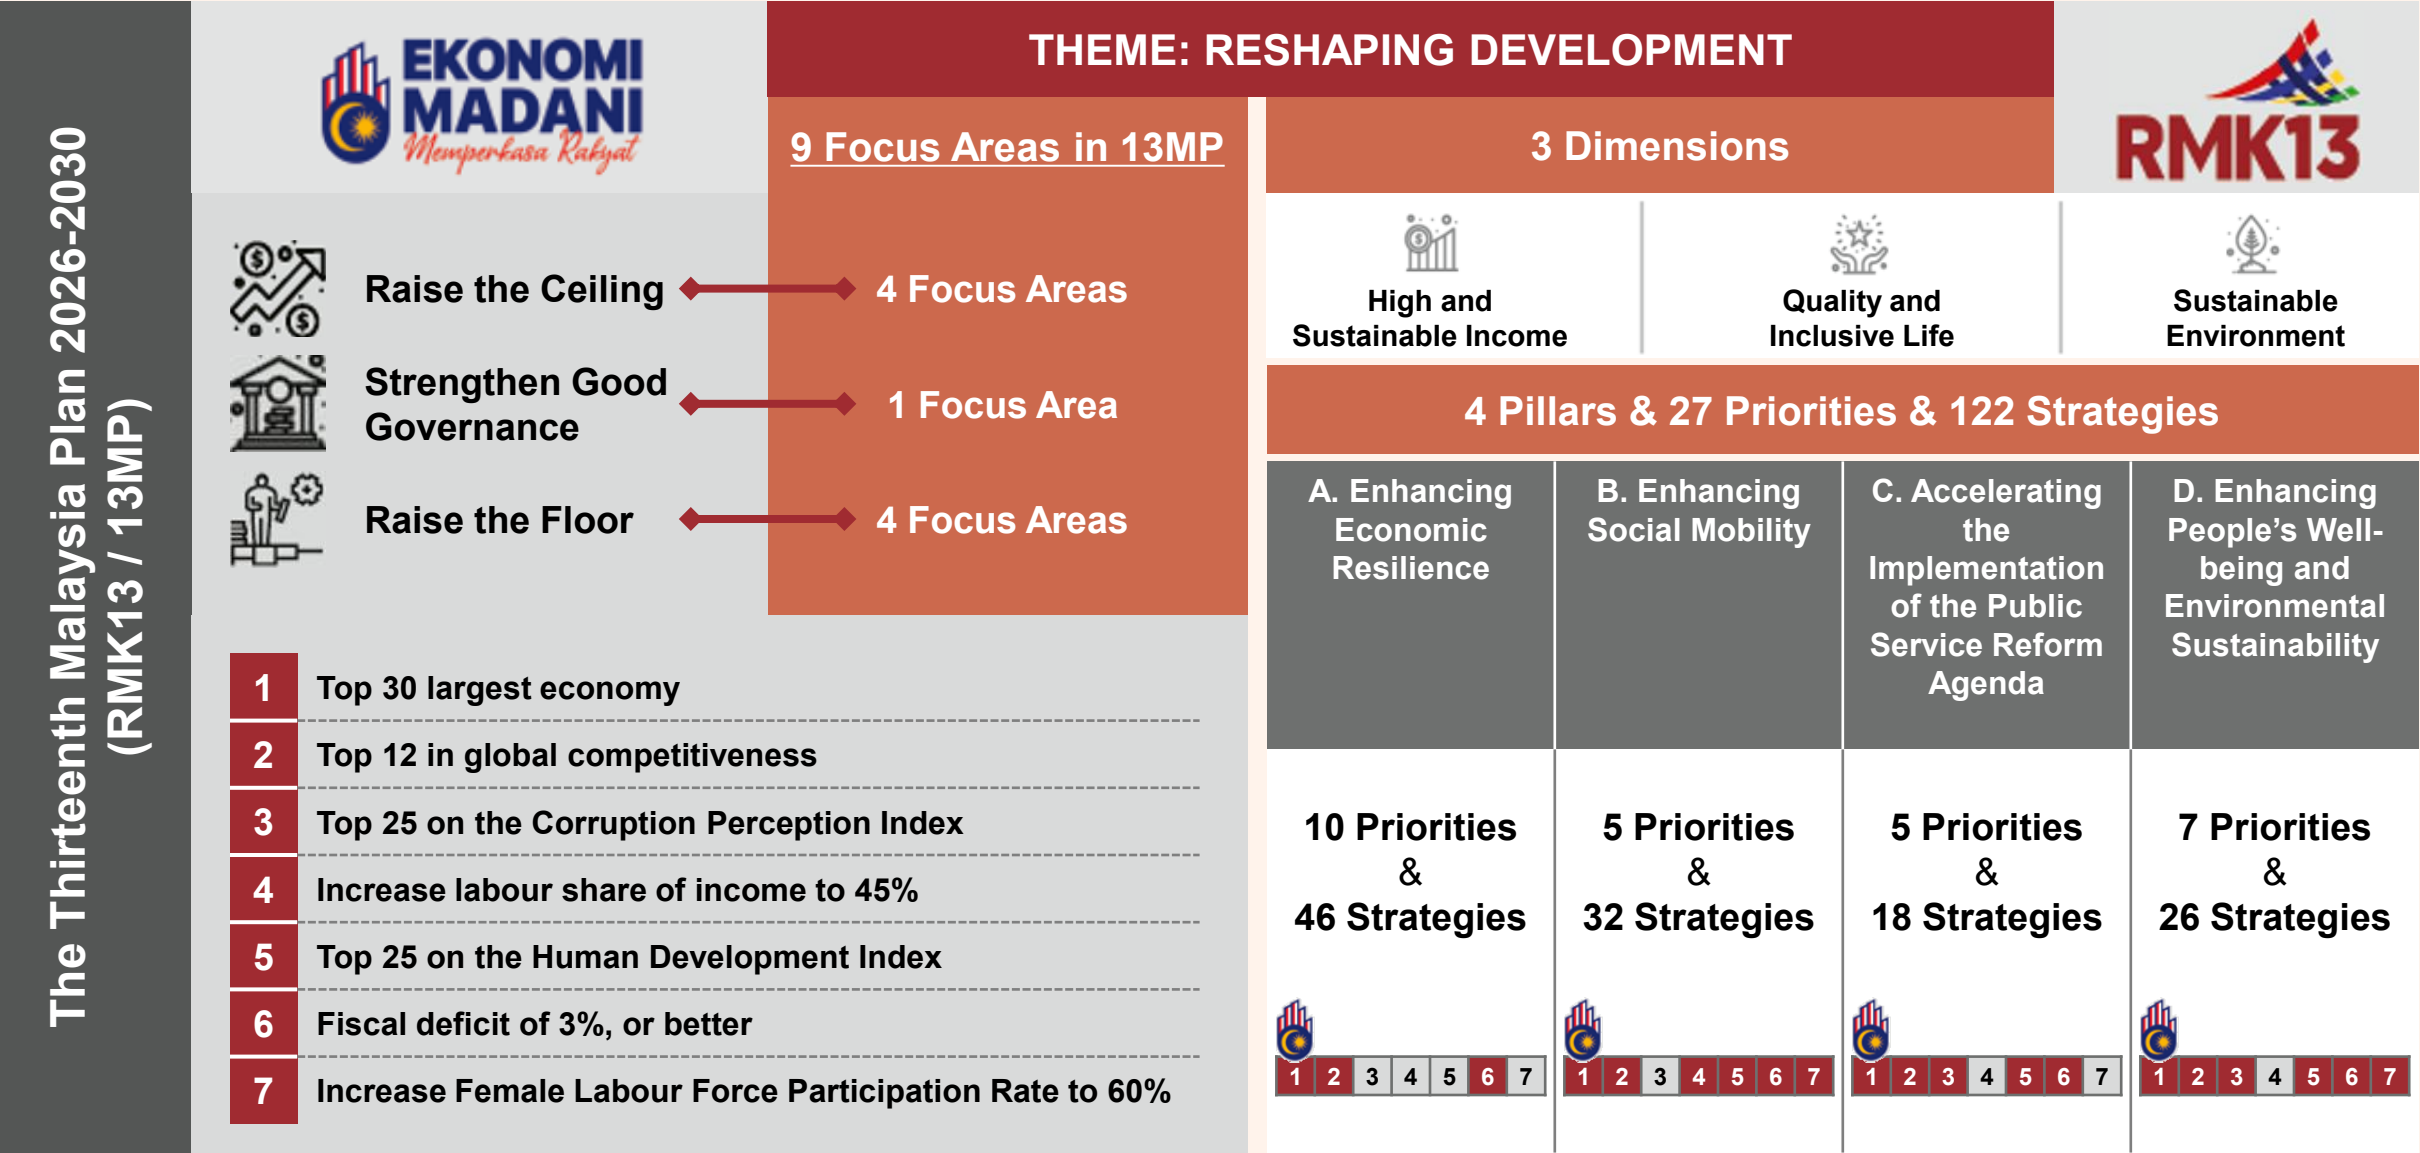 The Thirteenth Malaysia Plan 2026-2030
(RMK13 / 13MP)
EKONOMI
MADANI
Memperkasa Rakyat
THEME: RESHAPING DEVELOPMENT
RMK13
9 Focus Areas in 13MP
Raise the Ceiling
4 Focus Areas
Strengthen Good
Governance
1 Focus Area
Raise the Floor
4 Focus Areas
1 Top 30 largest economy
2 Top 12 in global competitiveness
3 Top 25 on the Corruption Perception Index
4 Increase labour share of income to 45%
5 Top 25 on the Human Development Index
6 Fiscal deficit of 3%, or better
7 Increase Female Labour Force Participation Rate to 60%
3 Dimensions
High and
Sustainable Income
Quality and
Inclusive Life
Sustainable
Environment
4 Pillars & 27 Priorities & 122 Strategies
A. Enhancing
Economic
Resilience
10 Priorities
&
46 Strategies
1 2 3 4 5 6 7
B. Enhancing
Social Mobility
5 Priorities
&
32 Strategies
1 2 3 4 5 6 7
C. Accelerating
the
Implementation
of the Public
Service Reform
Agenda
5 Priorities
&
18 Strategies
1 2 3 4 5 6 7
D. Enhancing
People’s Well-
being and
Environmental
Sustainability
7 Priorities
&
26 Strategies
1 2 3 4 5 6 7